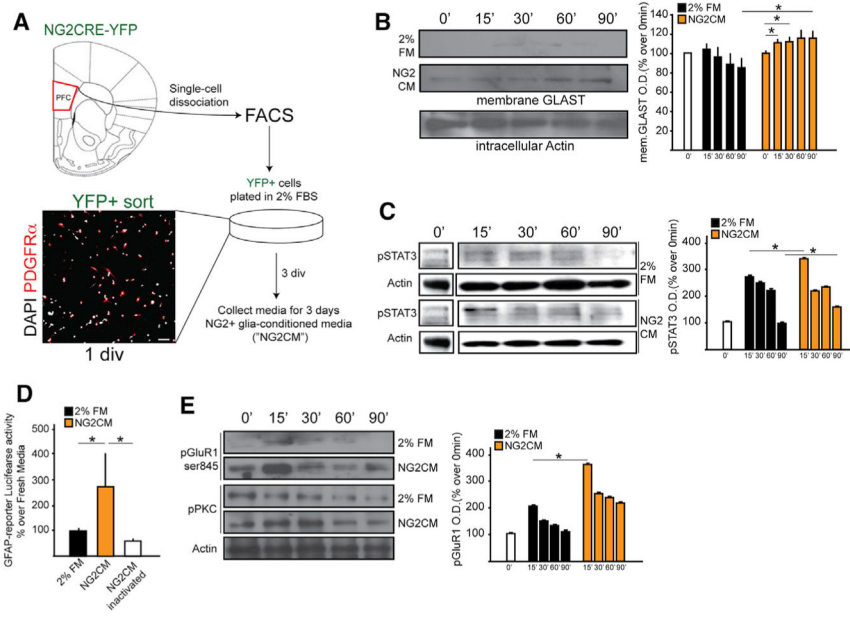 A
NG2CRE-YFP
PFC
Single-cell
dissociation
FACS
YFP+ cells
plated in 2% FBS
YFP+ sort
DAPI PDGFRα
1 div
3 div
Collect media for 3 days
NG2+ glia-conditioned media
("NG2CM")
B
0' 15' 30' 60' 90'
2%
FM
NG2
CM
membrane GLAST
intracellular Actin
mem.GLAST O.D.(% over 0min)
140
120
100
80
60
40
20
2% FM
NG2CM
*
*
*
0' 15' 30' 60' 90' 0' 15' 30' 60' 90'
C
0' 15' 30' 60' 90'
pSTAT3
Actin
2%
FM
pSTAT3
Actin
NG2
CM
pSTAT3 O.D.(% over 0min)
400
300
200
100
2% FM
NG2CM
* *
0' 15' 30' 60' 90' 15' 30' 60' 90'
D
2% FM
NG2CM
GFAP-reporter Lucifearse activity
% over Fresh Media
500
400
300
200
100
* *
2% FM
NG2CM
NG2CM
inactivated
E
0' 15' 30' 60' 90'
pGluR1
ser845
2% FM
NG2CM
pPKC
2% FM
NG2CM
Actin
pGluR1 O.D.(% over 0min)
400
300
200
100
2% FM
NG2CM
*
0' 15' 30' 60' 90' 15' 30' 60' 90'